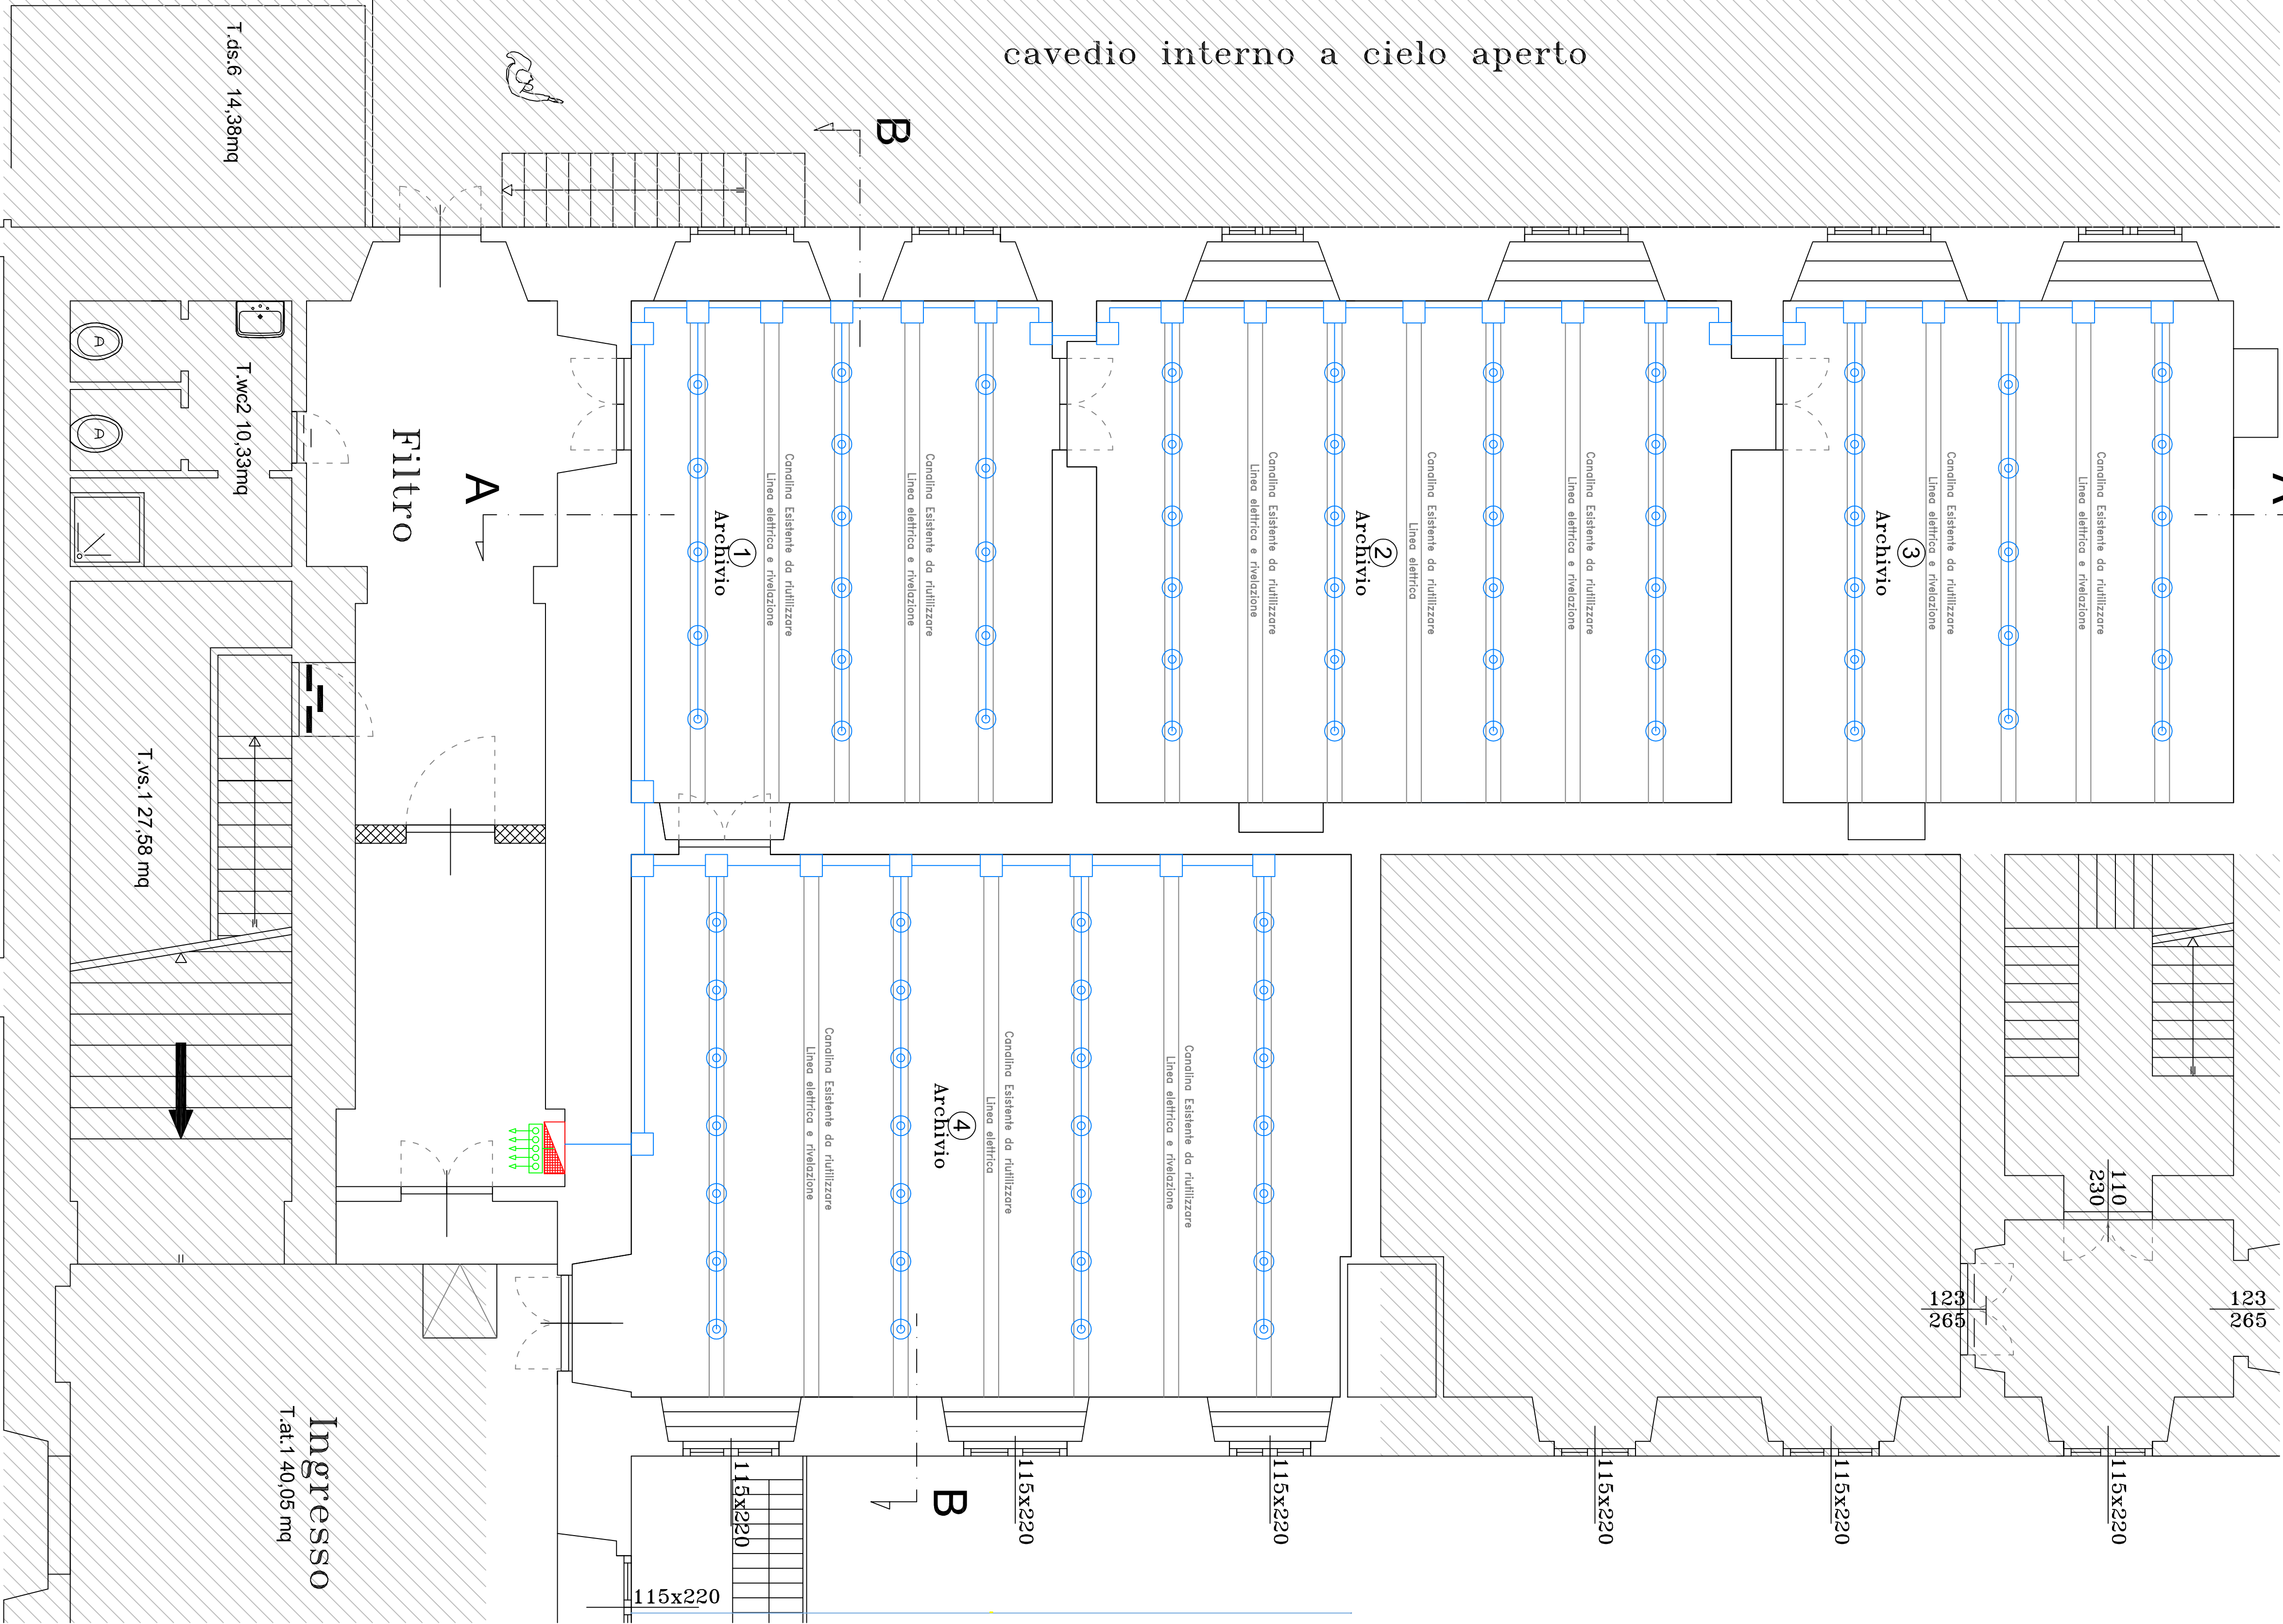 cavedio interno a cielo aperto
T.dis.6 14,38mq
B
T.wc2 10,33mq
A
A
Filtro
A
Archivio
1
Canalina Esistente da riutilizzare
Linea elettrica e rivelazione
Canalina Esistente da riutilizzare
Linea elettrica e rivelazione
Archivio
2
Canalina Esistente da riutilizzare
Linea elettrica e rivelazione
Canalina Esistente da riutilizzare
Linea elettrica
Canalina Esistente da riutilizzare
Linea elettrica e rivelazione
Archivio
3
Canalina Esistente da riutilizzare
Linea elettrica e rivelazione
Canalina Esistente da riutilizzare
Linea elettrica e rivelazione
T.vs.1 27,58 mq
Archivio
4
Canalina Esistente da riutilizzare
Linea elettrica e rivelazione
Canalina Esistente da riutilizzare
Linea elettrica
Canalina Esistente da riutilizzare
Linea elettrica e rivelazione
110
230
123
265
123
265
Ingresso
T.at.1 40,05 mq
B
115x220
115x220
115x220
115x220
115x220
115x220
115x220